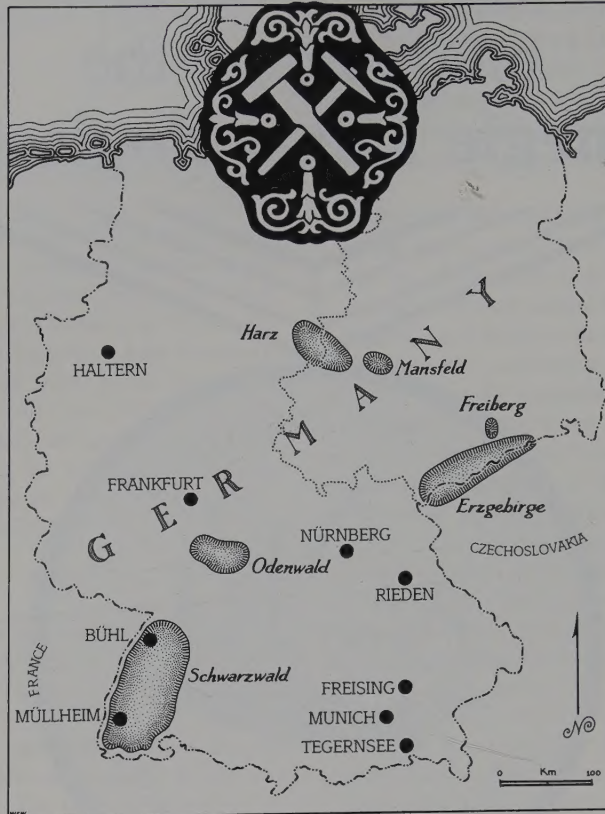 Harz
HALTERN
Mansfeld
Freiberg
GERMANY
FRANKFURT
Erzgebirge
NÜRNBERG
CZECHOSLOVAKIA
Odenwald
RIEDEN
BÜHL
FRANCE
Schwarzwald
FREISING
MÜLLHEIM
MUNICH
N
TEGERNSEE
Km
0 100